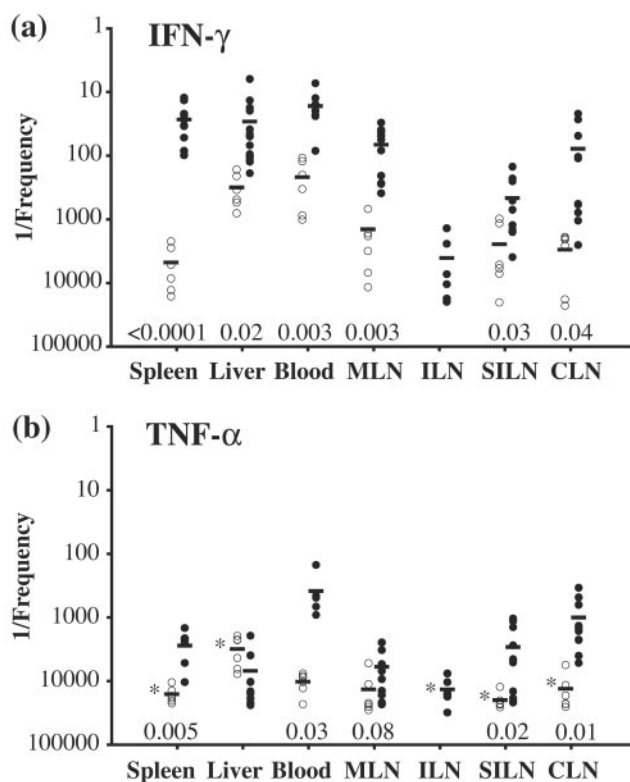 (a) IFN-γ
1
10
100
1000
10000
100000
1/Frequency
<0.0001 0.02 0.003 0.003 0.03 0.04
Spleen Liver Blood MLN ILN SILN CLN
(b) TNF-α
1
10
100
1000
10000
100000
1/Frequency
* * * * *
0.005 0.03 0.08 0.02 0.01
Spleen Liver Blood MLN ILN SILN CLN